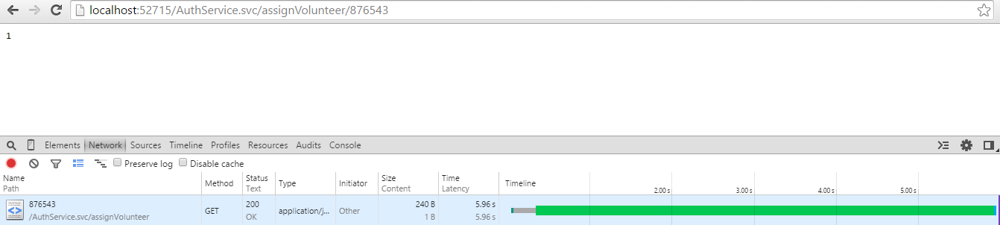 localhost:52715/AuthService.svc/assignVolunteer/876543
1
Elements Network Sources Timeline Profiles Resources Audits Console
Preserve log Disable cache
Name Method Status Type Initiator Size Time Timeline
Path Text Content Latency 2.00 s 3.00 s 4.00 s 5.00 s
876543 GET 200 application/j... Other 240 B 5.96 s
/AuthService.svc/assignVolunteer OK 1 B 5.96 s